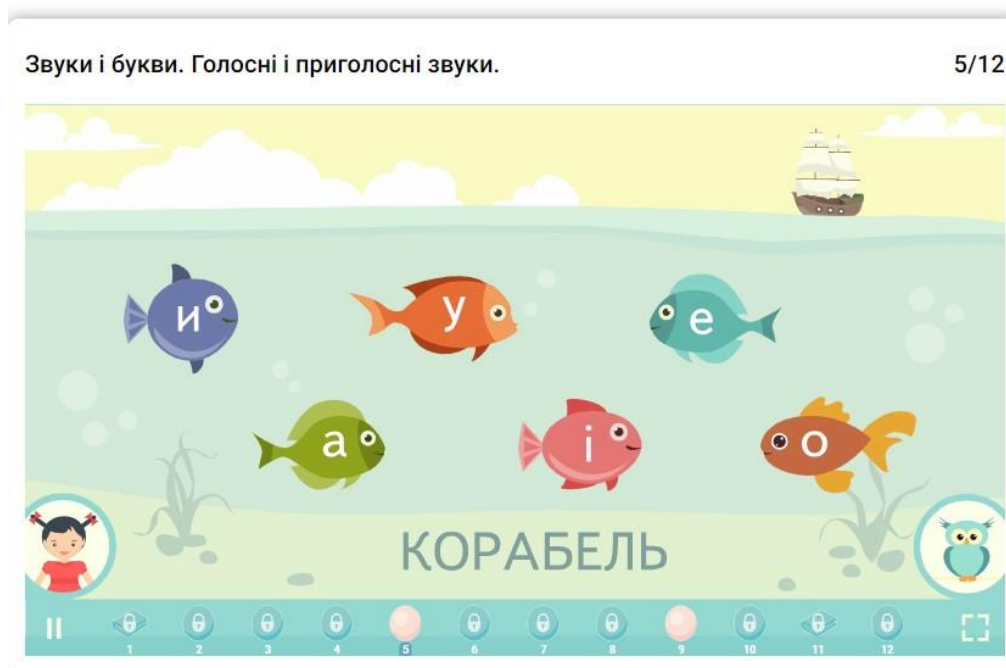 Звуки і букви. Голосні і приголосні звуки. 5/12
и у е
а і о
КОРАБЕЛЬ
1 2 3 4 5 6 7 8 9 10 11 12